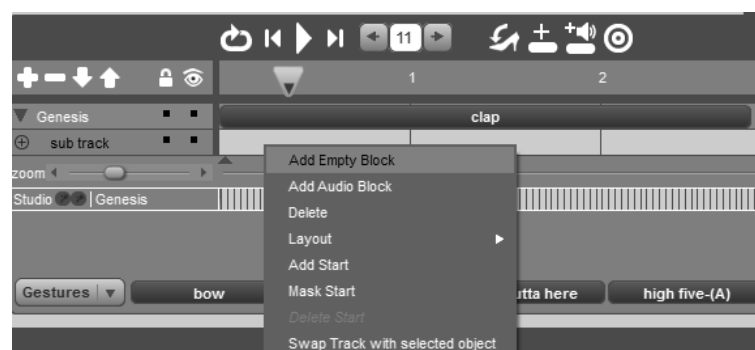 11
1 2
Genesis clap
sub track
Add Empty Block
zoom
Add Audio Block
Studio | Genesis
Delete
Layout
Add Start
Gestures bow Mask Start utta here high five-(A)
Delete Start
Swap Track with selected object